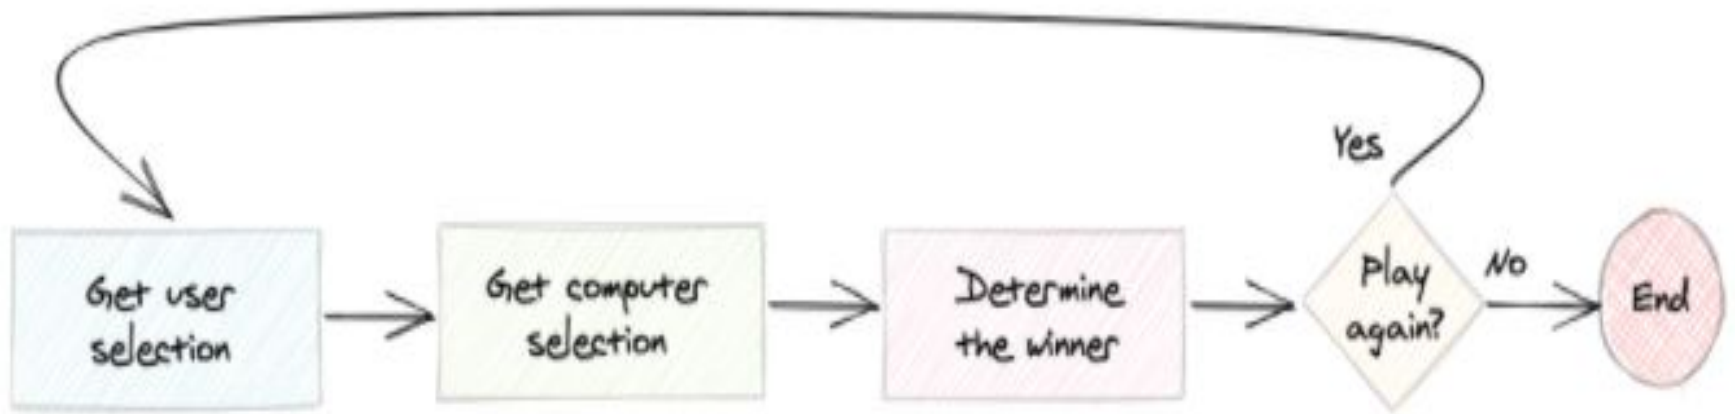 Yes
Get user
selection
Get computer
selection
Determine
the winner
Play
again?
No
End